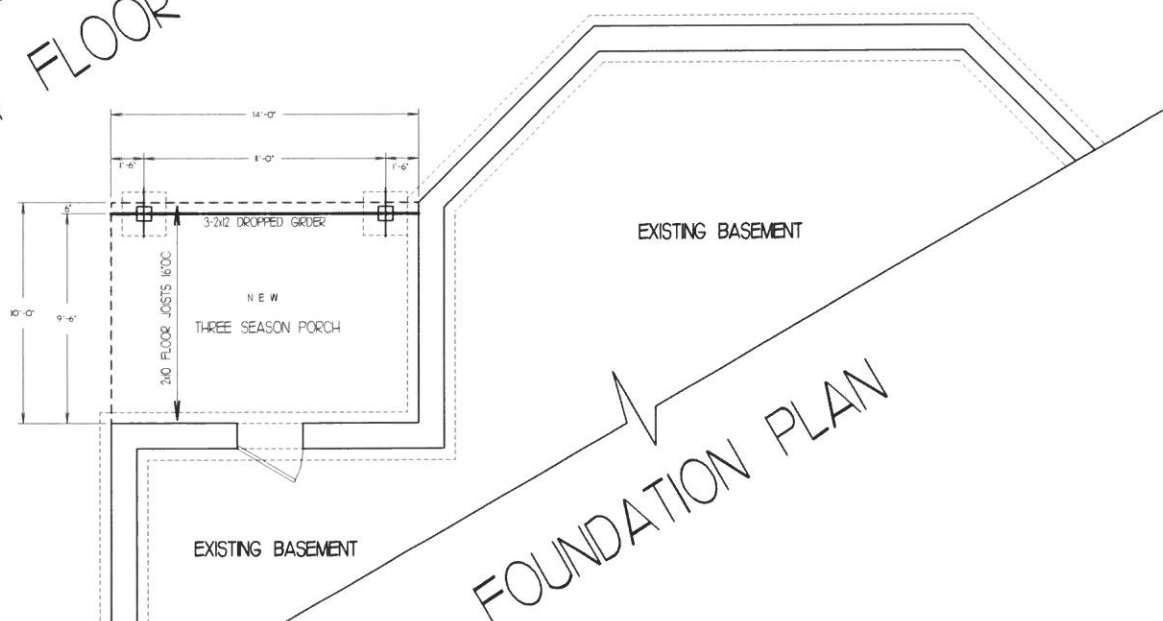 FLOOR
14'-0"
1'-6"
11'-0"
1'-6"
6"
3-2x12 DROPPED GIRDER
EXISTING BASEMENT
2x10 FLOOR JOISTS 16"OC
NEW
THREE SEASON PORCH
10'-0"
9'-6"
EXISTING BASEMENT
FOUNDATION PLAN